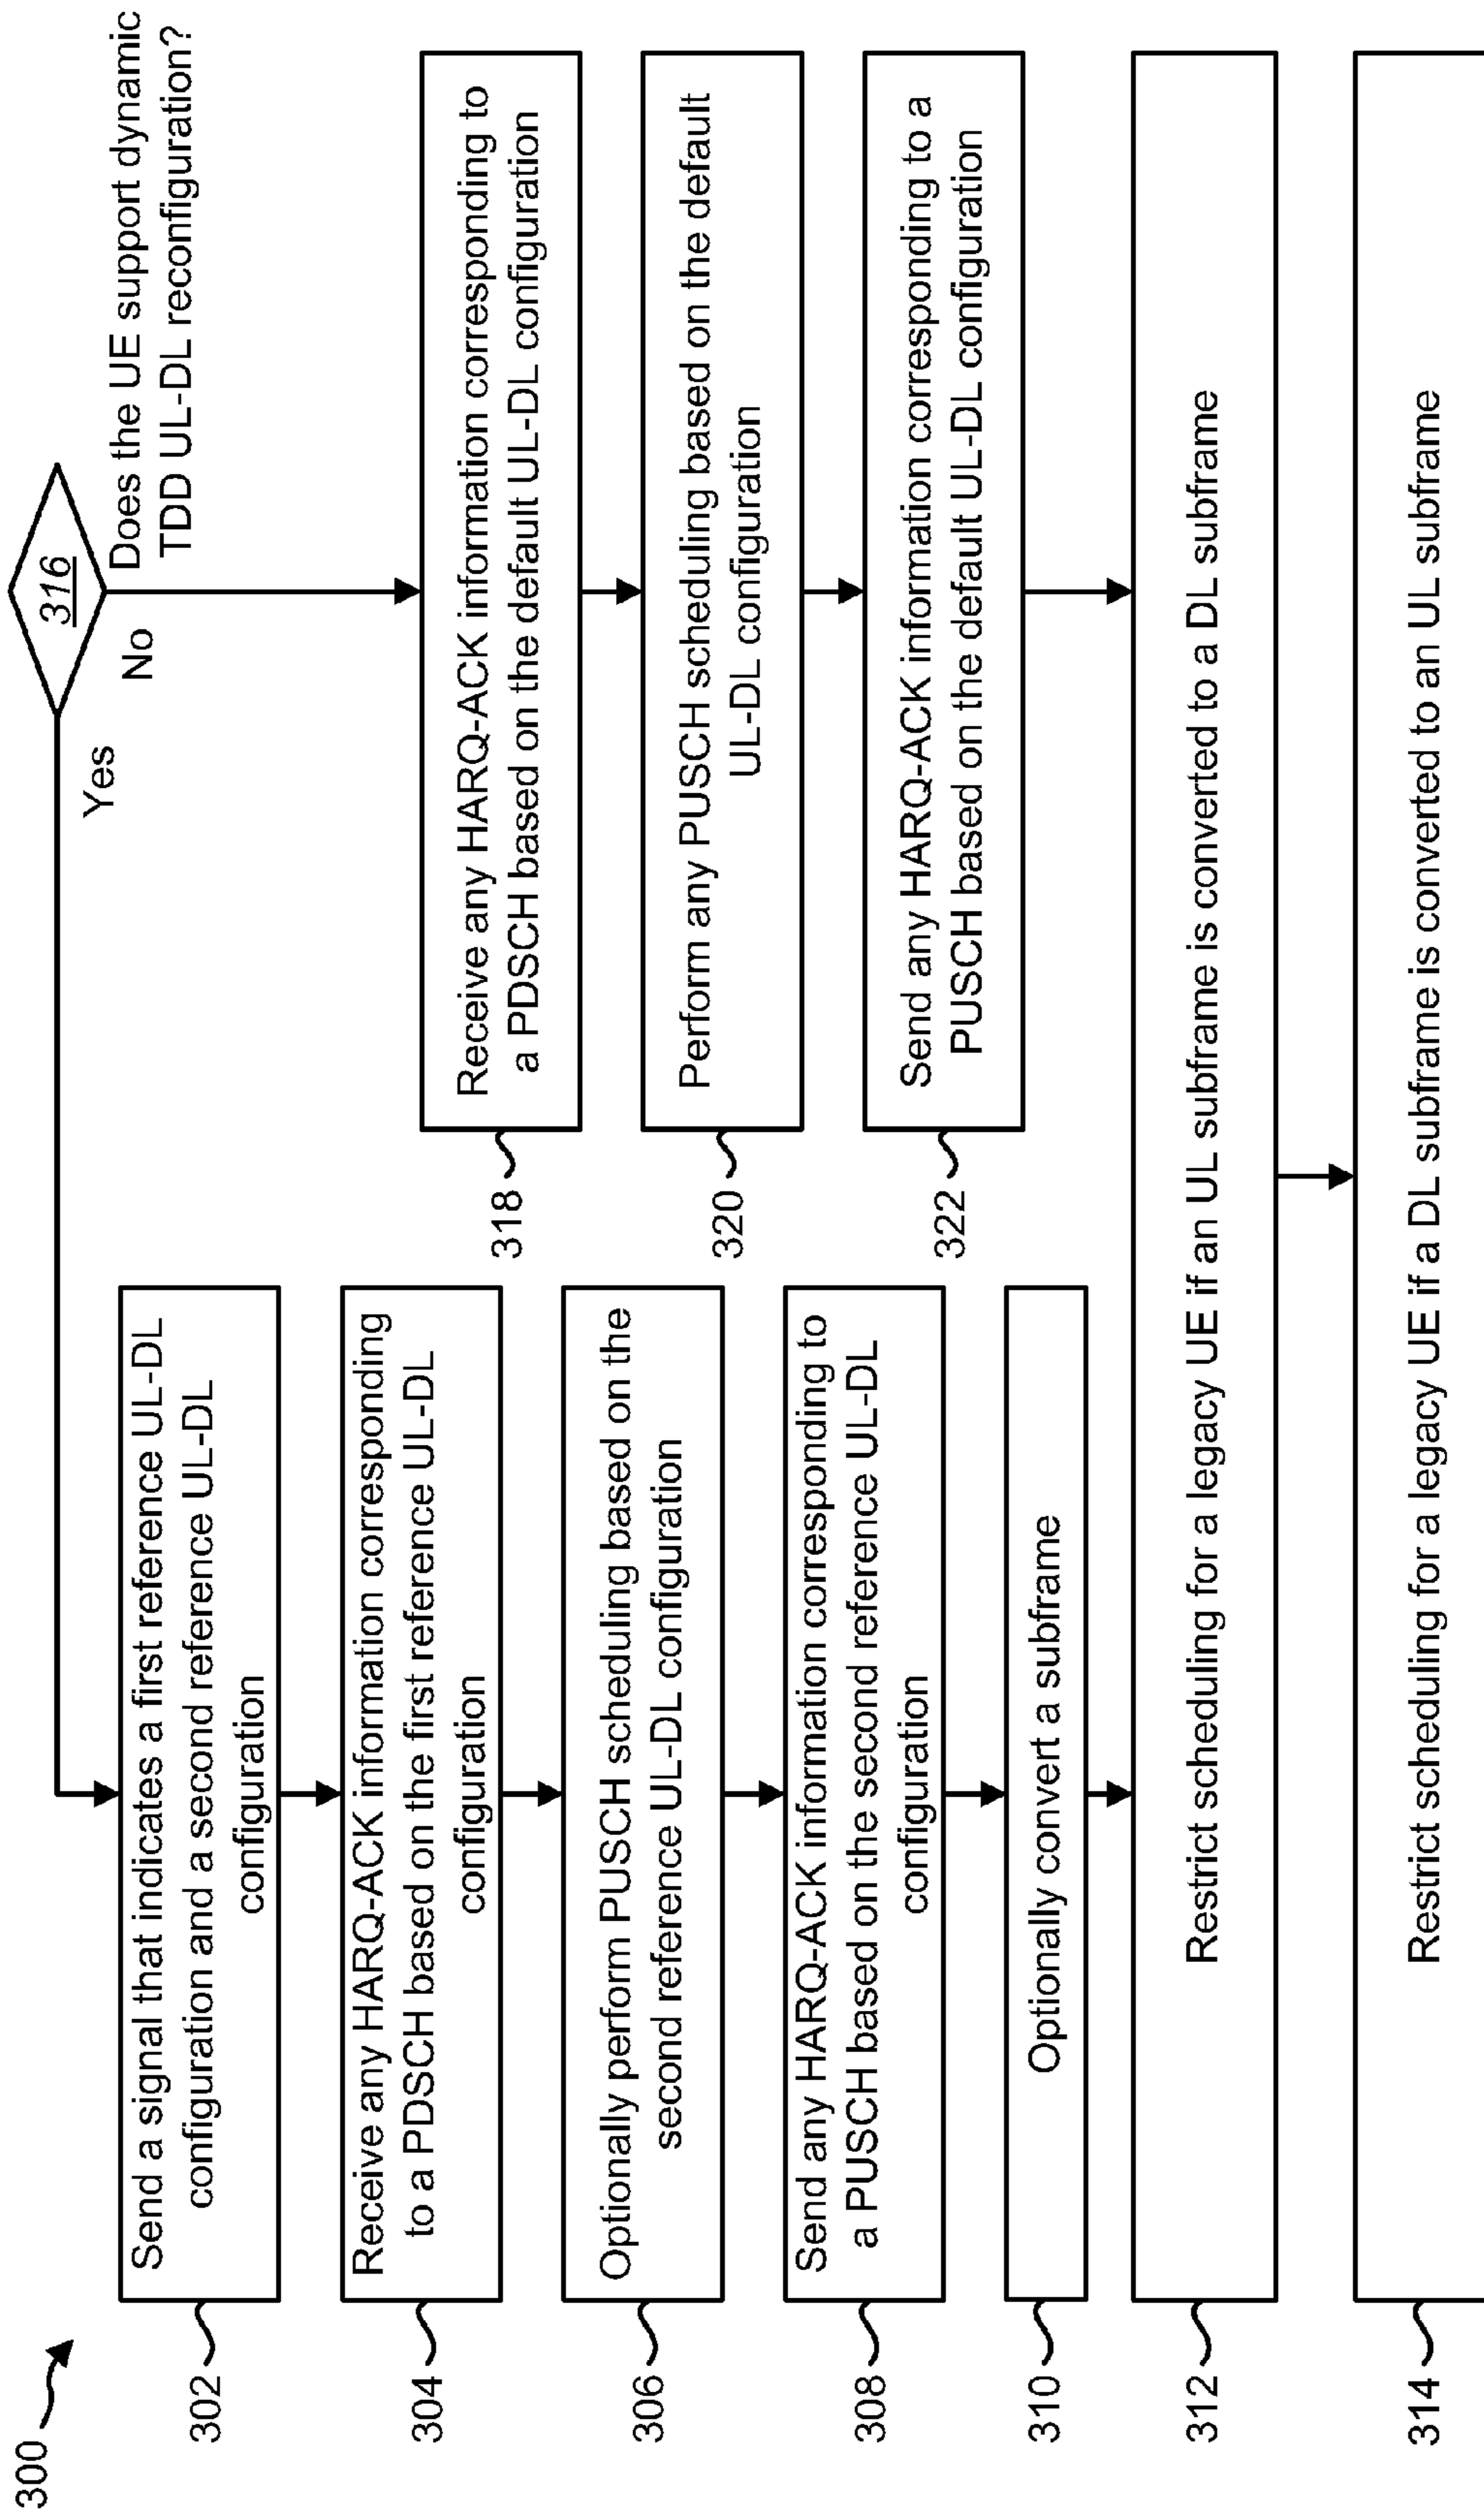 300
316
Does the UE support dynamic
TDD UL-DL reconfiguration?
Yes
No
302
Send a signal that indicates a first reference UL-DL
configuration and a second reference UL-DL
configuration
304
Receive any HARQ-ACK information corresponding
to a PDSCH based on the first reference UL-DL
configuration
306
Optionally perform PUSCH scheduling based on the
second reference UL-DL configuration
308
Send any HARQ-ACK information corresponding to
a PUSCH based on the second reference UL-DL
configuration
310
Optionally convert a subframe
318
Receive any HARQ-ACK information corresponding to
a PDSCH based on the default UL-DL configuration
320
Perform any PUSCH scheduling based on the default
UL-DL configuration
322
Send any HARQ-ACK information corresponding to a
PUSCH based on the default UL-DL configuration
312
Restrict scheduling for a legacy UE if an UL subframe is converted to a DL subframe
314
Restrict scheduling for a legacy UE if a DL subframe is converted to an UL subframe